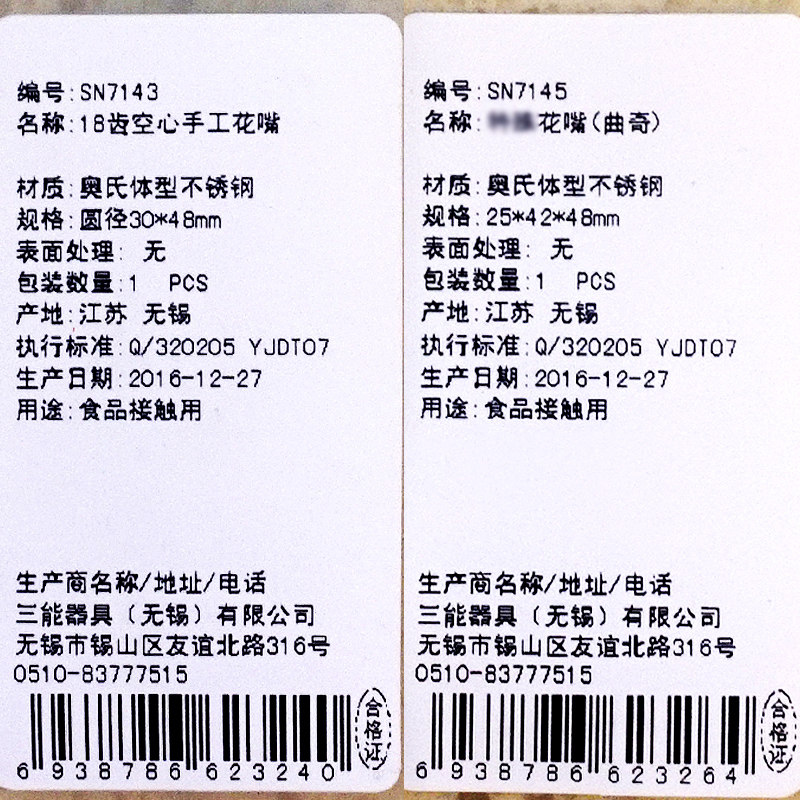 编号:SN7143
名称:18齿空心手工花嘴
材质:奥氏体型不锈钢
规格:圆径30*48mm
表面处理: 无
包装数量:1 PCS
产地:江苏 无锡
执行标准:Q/320205 YJDT07
生产日期:2016-12-27
用途:食品接触用
生产商名称/地址/电话
三能器具(无锡)有限公司
无锡市锡山区友谊北路316号
0510-83777515
6938786623240
合格证
编号:SN7145
名称:花嘴(曲奇)
材质:奥氏体型不锈钢
规格:25*42*48mm
表面处理: 无
包装数量:1 PCS
产地:江苏 无锡
执行标准:Q/320205 YJDT07
生产日期:2016-12-27
用途:食品接触用
生产商名称/地址/电话
三能器具(无锡)有限公司
无锡市锡山区友谊北路316号
0510-83777515
6938786623264
合格证